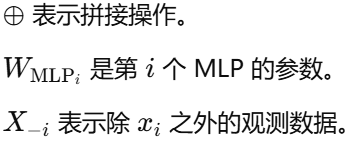 ⊕ 表示拼接操作。
W_{MLP_i} 是第 i 个 MLP 的参数。
X_{-i} 表示除 x_i 之外的观测数据。